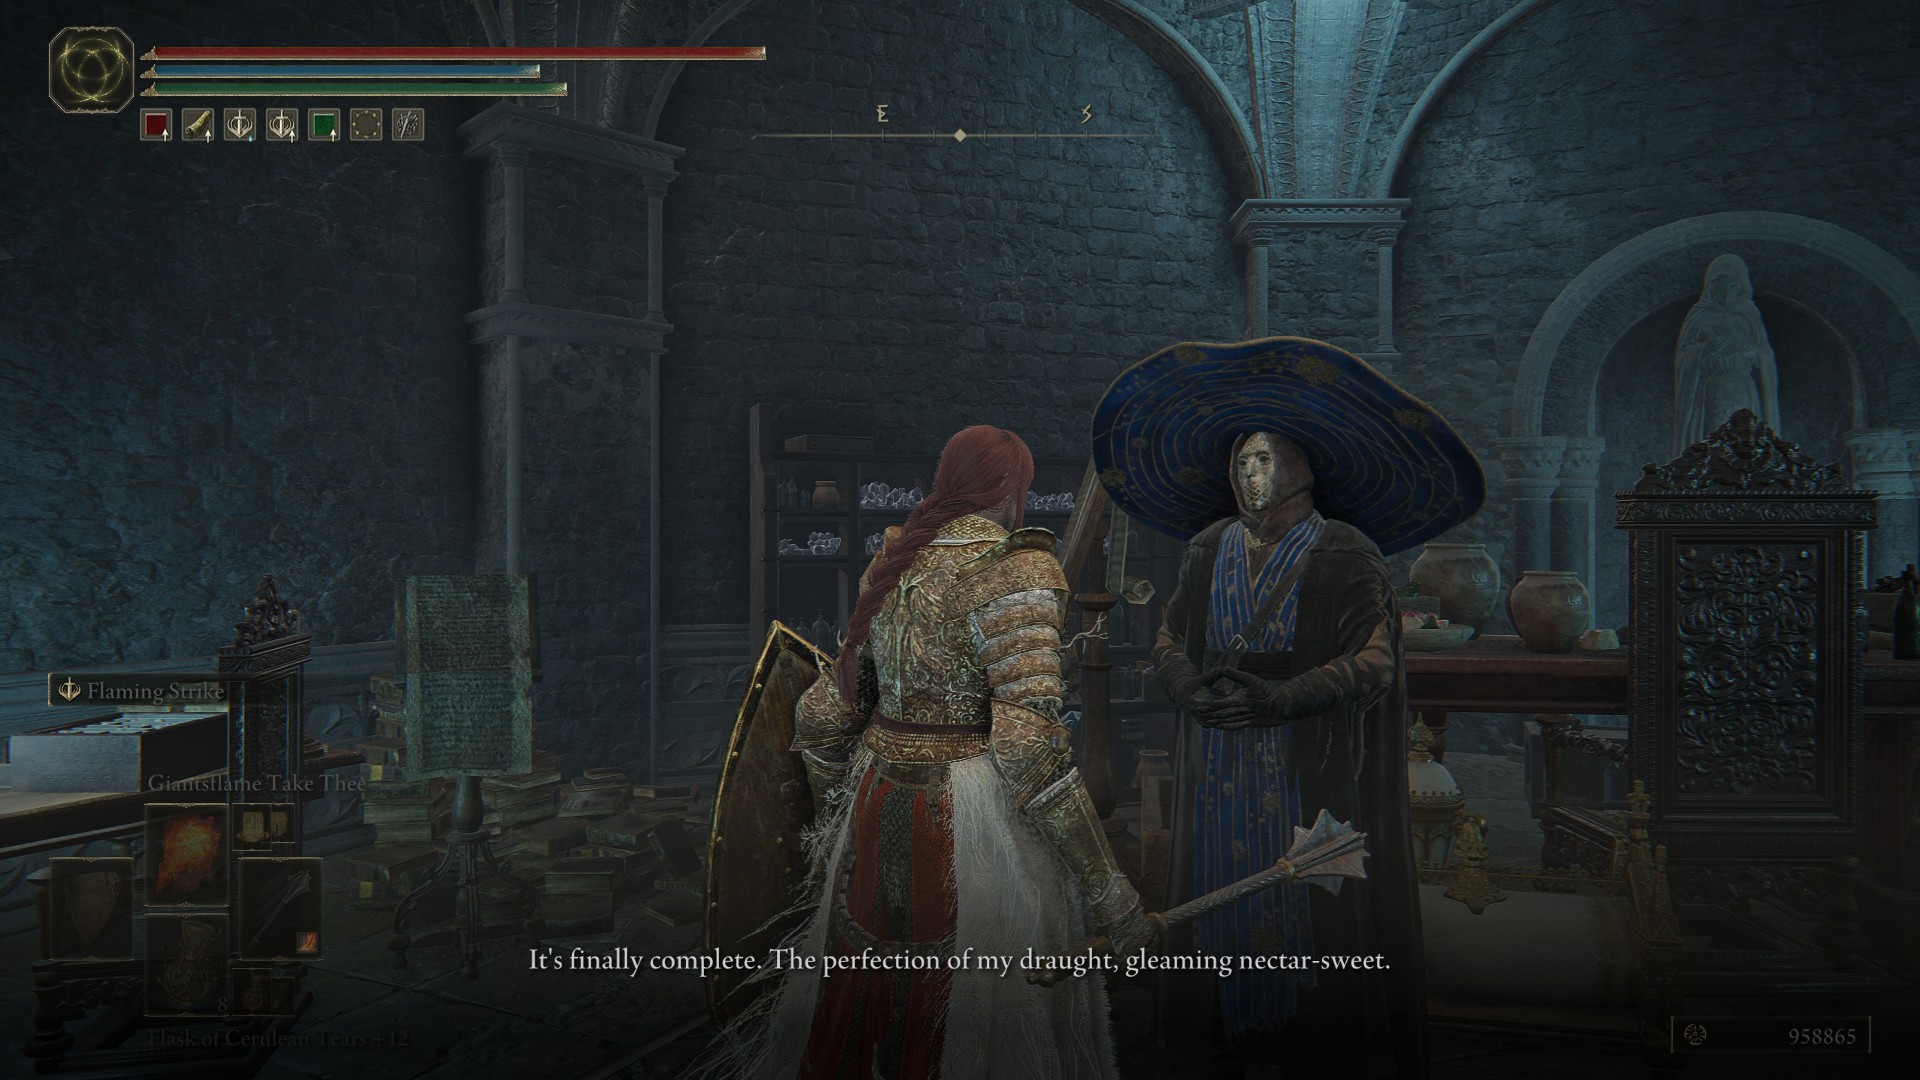 E S
Flaming Strike
Giantsflame Take Thee
8
Flask of Cerulean Tears +12
It's finally complete. The perfection of my draught, gleaming nectar-sweet.
958865